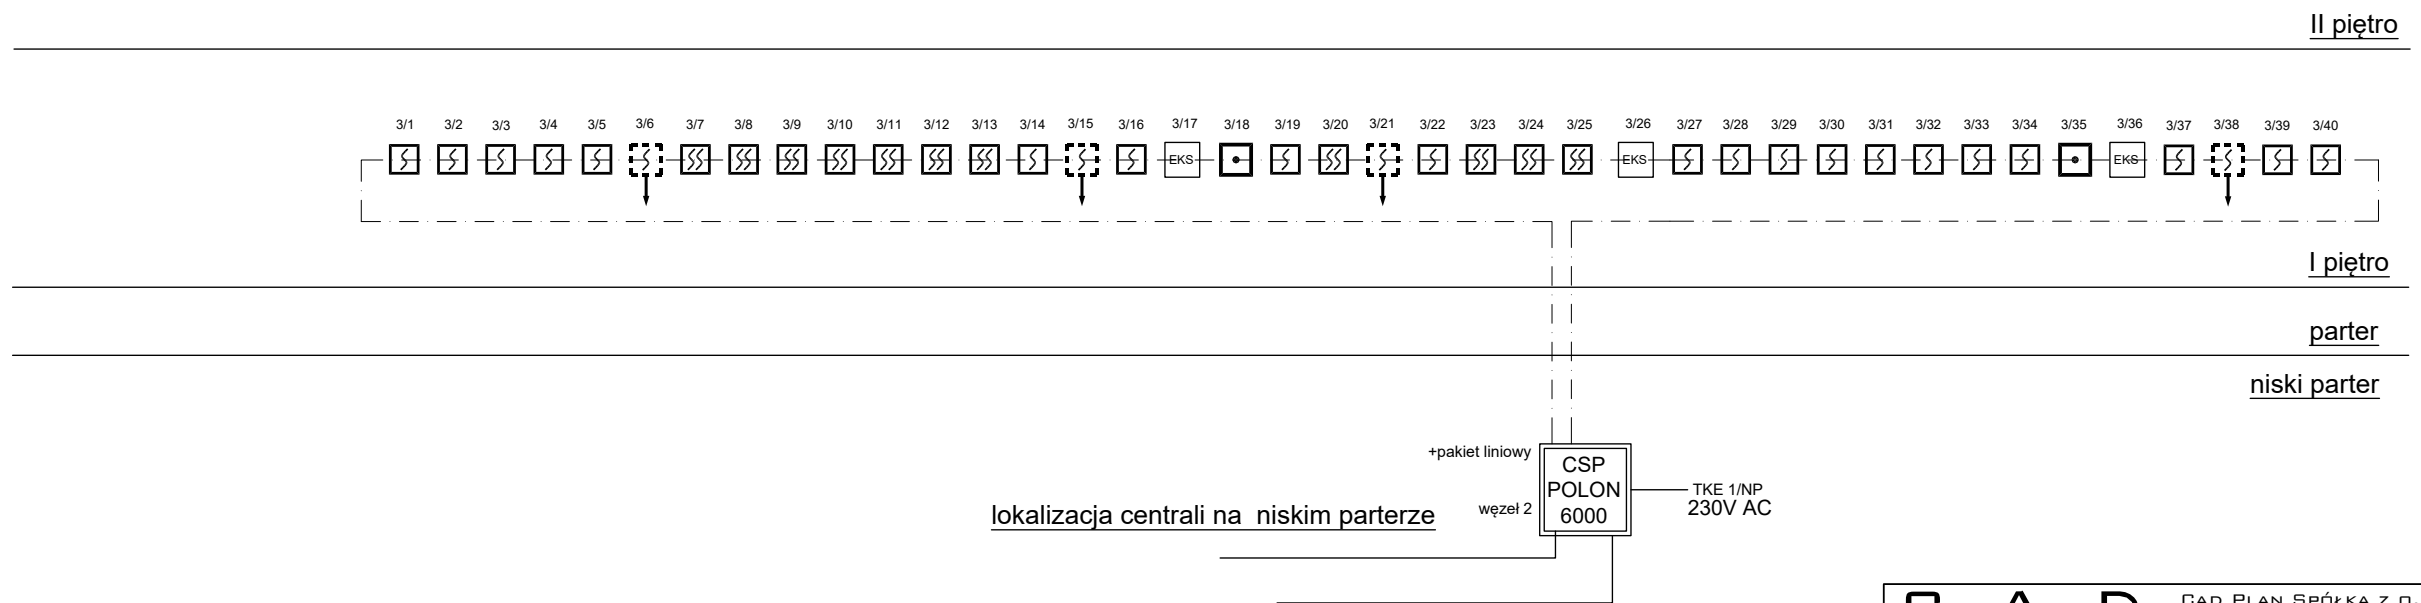 II piętro
3/1 3/2 3/3 3/4 3/5 3/6 3/7 3/8 3/9 3/10 3/11 3/12 3/13 3/14 3/15 3/16 3/17 3/18 3/19 3/20 3/21 3/22 3/23 3/24 3/25 3/26 3/27 3/28 3/29 3/30 3/31 3/32 3/33 3/34 3/35 3/36 3/37 3/38 3/39 3/40
EKS EKS EKS
I piętro
parter
niski parter
+pakiet liniowy
CSP
POLON
6000
węzeł 2
TKE 1/NP
230V AC
lokalizacja centrali na niskim parterze
CAD PLAN SPÓŁKA Z O.